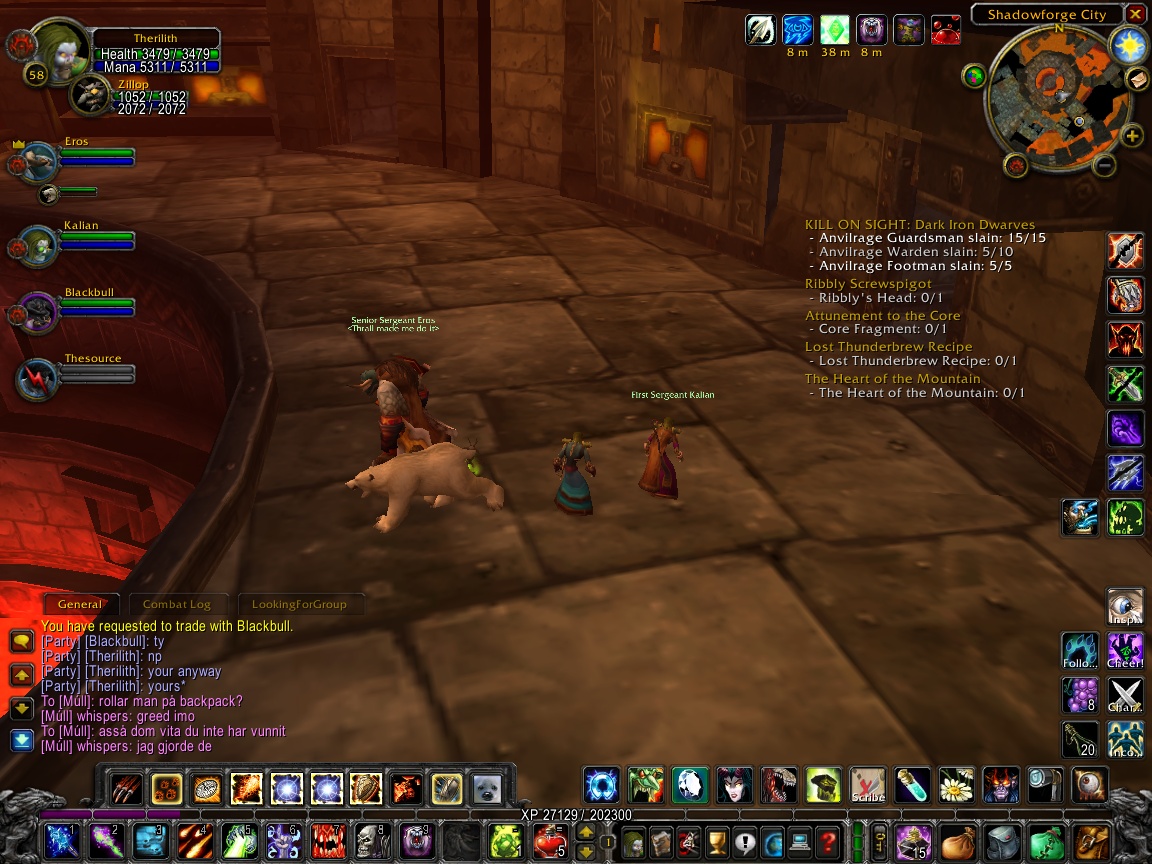 Therilith
Health 3479 / 3479
Mana 5311 / 5311
58
Zillop
1052 / 1052
2072 / 2072
Eros
Kalian
Blackbull
Thesource
8 m
38 m
8 m
Shadowforge City
N
KILL ON SIGHT: Dark Iron Dwarves
- Anvilrage Guardsman slain: 15/15
- Anvilrage Warden slain: 5/10
- Anvilrage Footman slain: 5/5
Ribbly Screwspigot
- Ribbly's Head: 0/1
Attunement to the Core
- Core Fragment: 0/1
Lost Thunderbrew Recipe
- Lost Thunderbrew Recipe: 0/1
The Heart of the Mountain
- The Heart of the Mountain: 0/1
Senior Sergeant Eros
<Thrall made me do it>
First Sergeant Kalian
General
Combat Log
LookingForGroup
You have requested to trade with Blackbull.
[Party] [Blackbull]: ty
[Party] [Therilith]: np
[Party] [Therilith]: your anyway
[Party] [Therilith]: yours*
To [Múll]: rollar man på backpack?
[Múll] whispers: greed imo
To [Múll]: asså dom vita du inte har vunnit
[Múll] whispers: jag gjorde de
Insp...
Follo...
Cheer!
8
Char...
20
Inco...
Scribe
XP 27129 / 202300
1
2
3
4
5
6
7
8
9
5
1
15